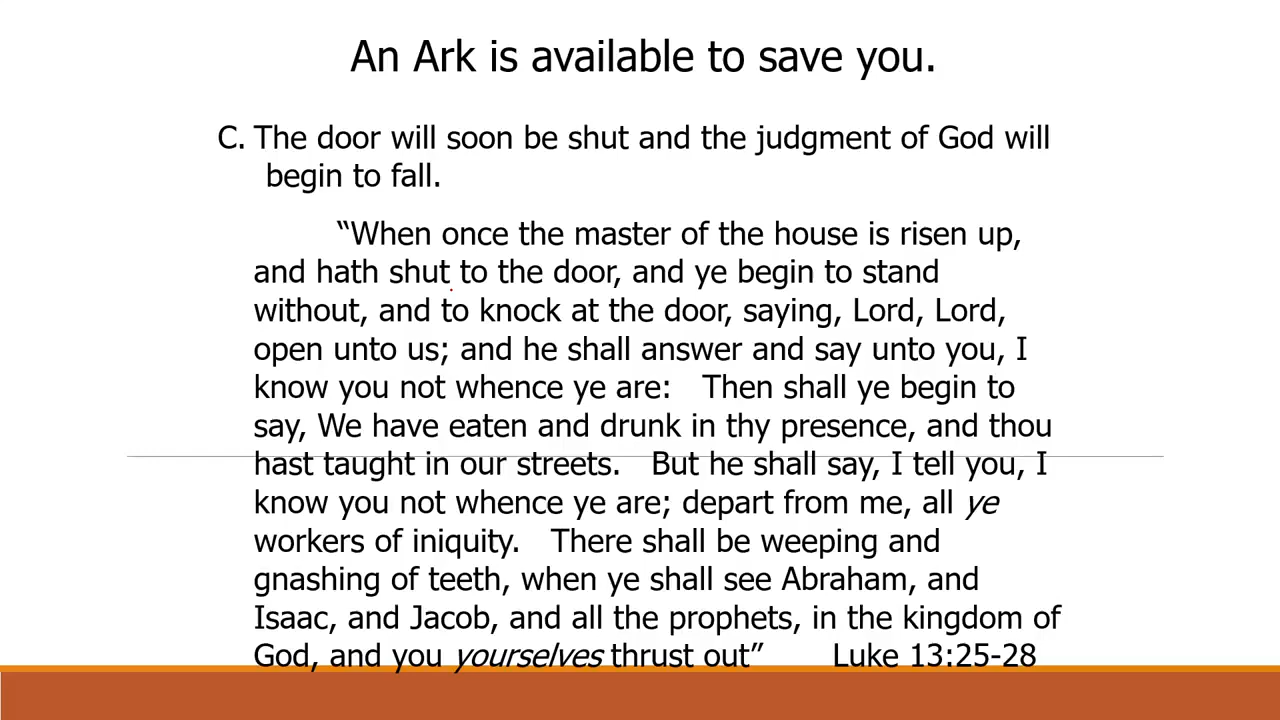 An Ark is available to save you.
C. The door will soon be shut and the judgment of God will
begin to fall.
“When once the master of the house is risen up,
and hath shut to the door, and ye begin to stand
without, and to knock at the door, saying, Lord, Lord,
open unto us; and he shall answer and say unto you, I
know you not whence ye are: Then shall ye begin to
say, We have eaten and drunk in thy presence, and thou
hast taught in our streets. But he shall say, I tell you, I
know you not whence ye are; depart from me, all ye
workers of iniquity. There shall be weeping and
gnashing of teeth, when ye shall see Abraham, and
Isaac, and Jacob, and all the prophets, in the kingdom of
God, and you yourselves thrust out” Luke 13:25-28